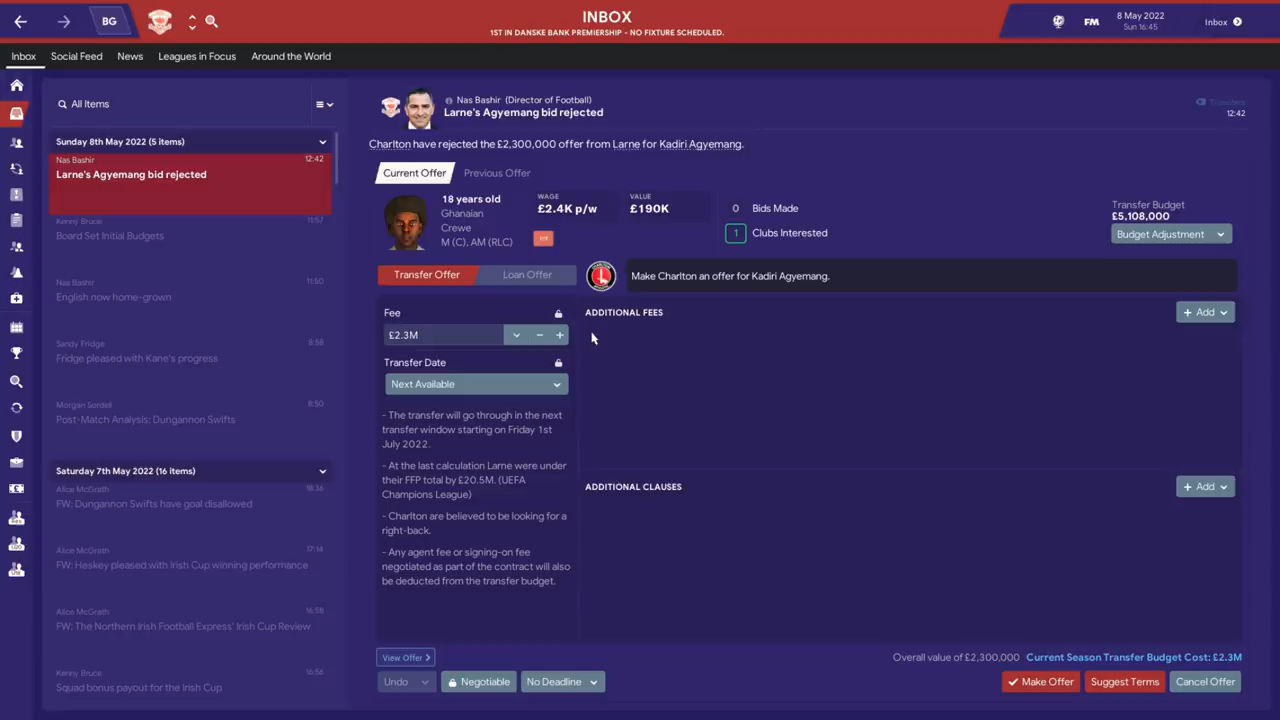 BG
INBOX
1ST IN DANSKE BANK PREMIERSHIP - NO FIXTURE SCHEDULED.
FM
8 May 2022
Sun 16:45
Inbox
Inbox
Social Feed
News
Leagues in Focus
Around the World
All Items
Sunday 8th May 2022 (5 items)
Nas Bashir
12:42
Larne's Agyemang bid rejected
Kenny Bruce
11:57
Board Set Initial Budgets
Nas Bashir
11:50
English now home-grown
Sandy Fridge
8:58
Fridge pleased with Kane's progress
Morgan Sordell
8:50
Post-Match Analysis: Dungannon Swifts
Saturday 7th May 2022 (16 items)
Alice McGrath
18:36
FW: Dungannon Swifts have goal disallowed
Alice McGrath
17:14
FW: Heskey pleased with Irish Cup winning performance
Alice McGrath
16:58
FW: The Northern Irish Football Express' Irish Cup Review
Kenny Bruce
16:56
Squad bonus payout for the Irish Cup
Nas Bashir (Director of Football)
Larne's Agyemang bid rejected
Transfers
12:42
Charlton have rejected the £2,300,000 offer from Larne for Kadiri Agyemang.
Current Offer
Previous Offer
18 years old
Ghanaian
Crewe
M (C), AM (RLC)
WAGE
£2.4K p/w
VALUE
£190K
Int
0 Bids Made
1 Clubs Interested
Transfer Budget
£5,108,000
Budget Adjustment
Transfer Offer
Loan Offer
Make Charlton an offer for Kadiri Agyemang.
Fee
£2.3M
Transfer Date
Next Available
- The transfer will go through in the next
transfer window starting on Friday 1st
July 2022.
- At the last calculation Larne were under
their FFP total by £20.5M. (UEFA
Champions League)
- Charlton are believed to be looking for a
right-back.
- Any agent fee or signing-on fee
negotiated as part of the contract will also
be deducted from the transfer budget.
ADDITIONAL FEES
+ Add
ADDITIONAL CLAUSES
+ Add
View Offer
Overall value of £2,300,000
Current Season Transfer Budget Cost: £2.3M
Undo
Negotiable
No Deadline
Make Offer
Suggest Terms
Cancel Offer